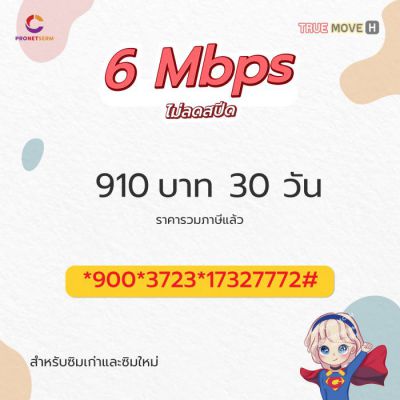 PRONETSERM
TRUE MOVE H
6 Mbps
ไม่ลดสปีด
910 บาท 30 วัน
ราคารวมภาษีแล้ว
*900*3723*17327772#
สำหรับซิมเก่าและซิมใหม่